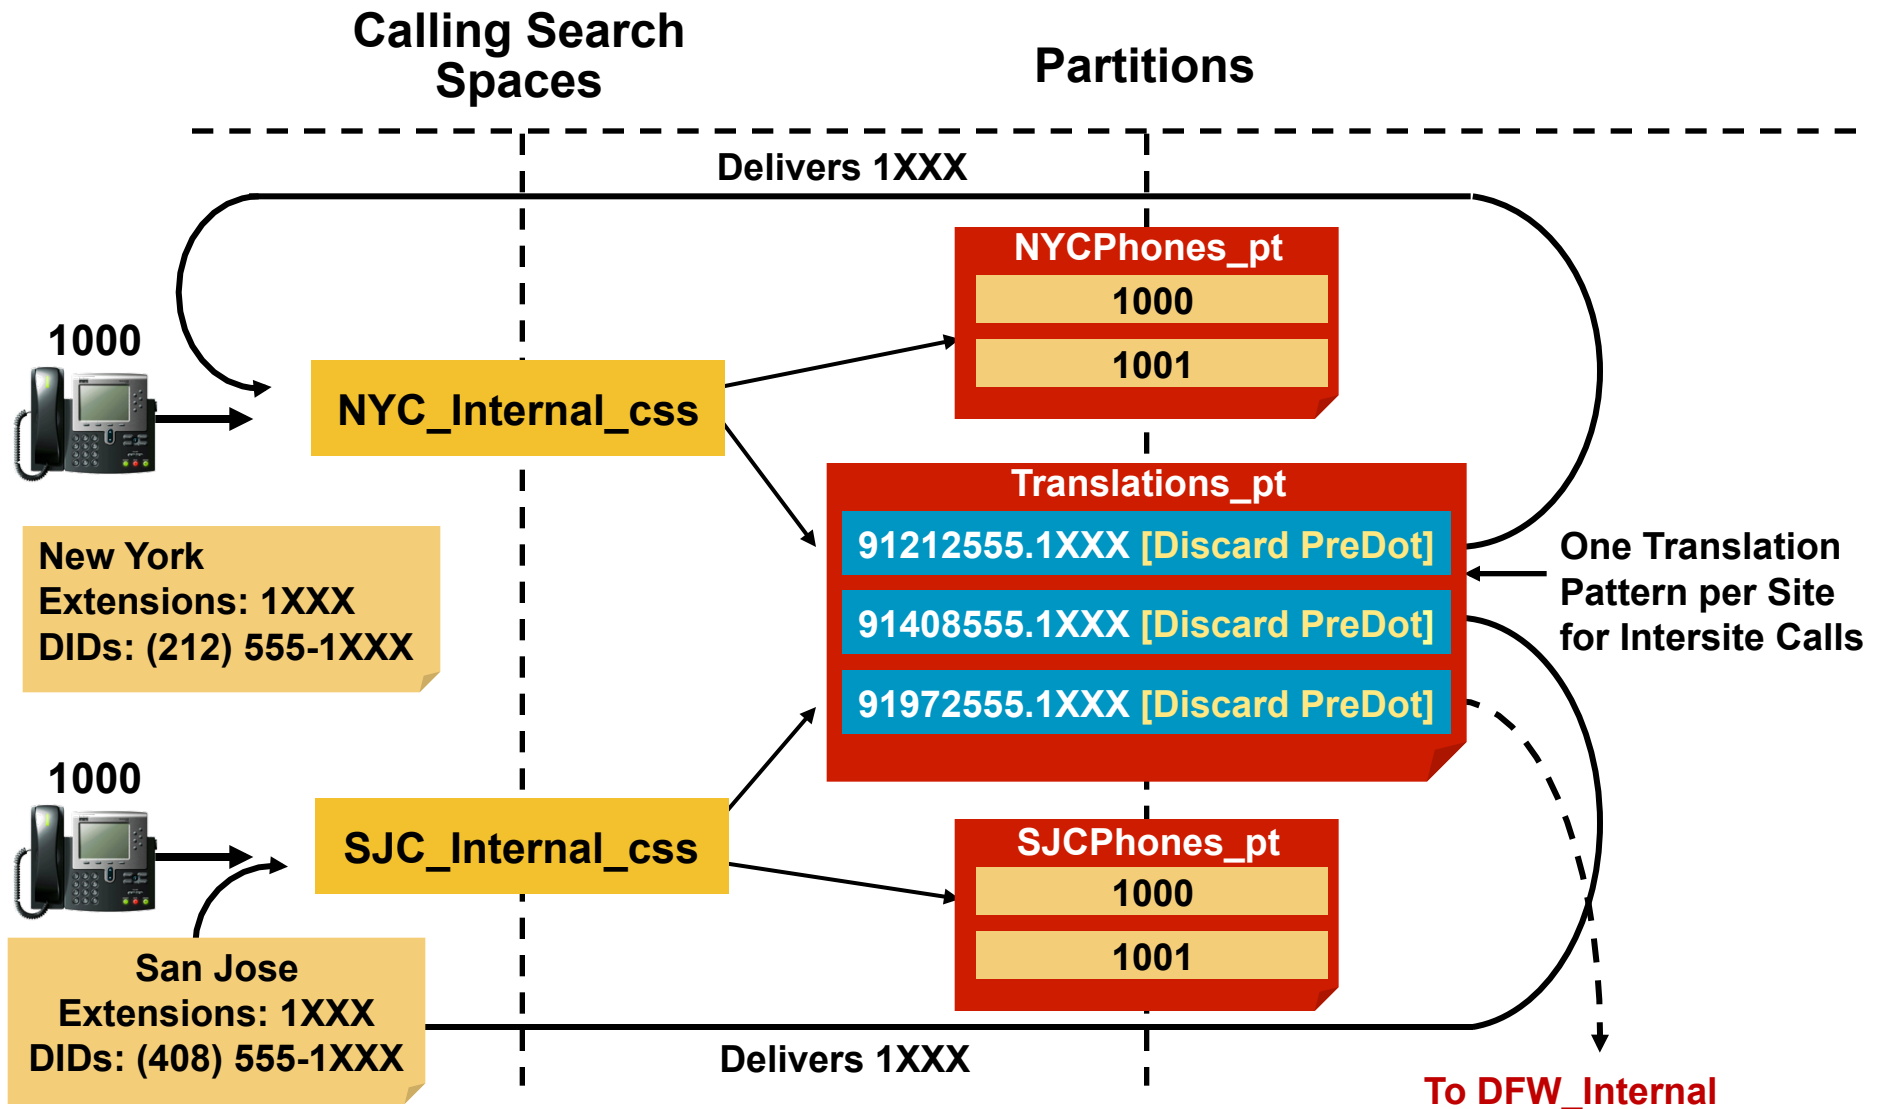 Calling Search
Spaces
Partitions
Delivers 1XXX
NYCPhones_pt
1000
1001
1000
NYC_Internal_css
Translations_pt
91212555.1XXX [Discard PreDot]
91408555.1XXX [Discard PreDot]
91972555.1XXX [Discard PreDot]
One Translation
Pattern per Site
for Intersite Calls
New York
Extensions: 1XXX
DIDs: (212) 555-1XXX
1000
SJC_Internal_css
SJCPhones_pt
1000
1001
San Jose
Extensions: 1XXX
DIDs: (408) 555-1XXX
Delivers 1XXX
To DFW_Internal